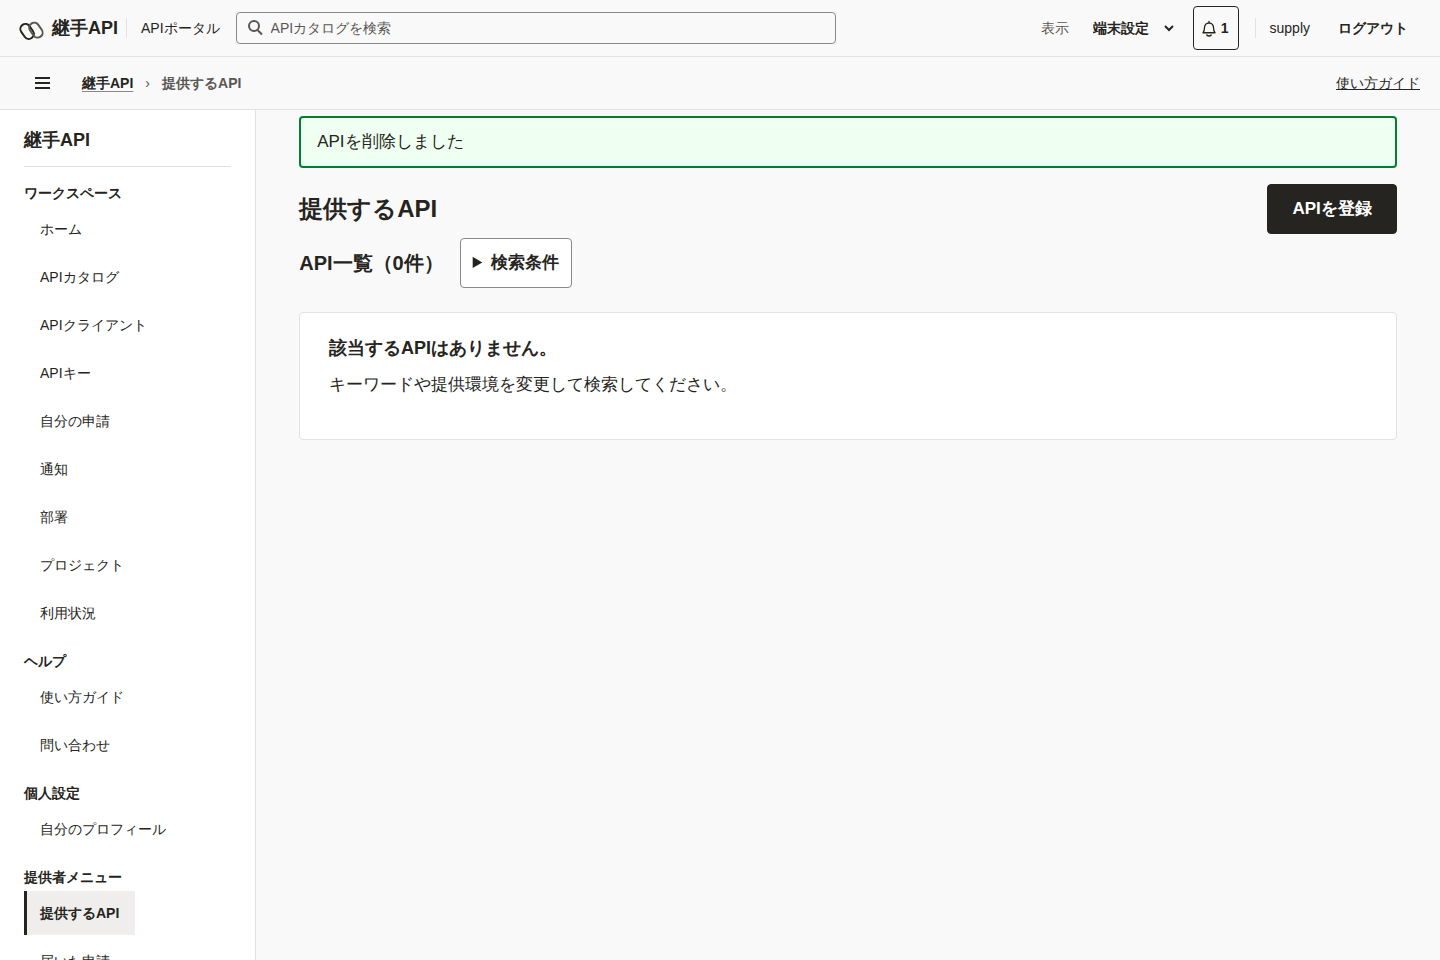 継手API
APIポータル
APIカタログを検索
表示
端末設定
1
supply
ログアウト
継手API › 提供するAPI
使い方ガイド
継手API
ワークスペース
ホーム
APIカタログ
APIクライアント
APIキー
自分の申請
通知
部署
プロジェクト
利用状況
ヘルプ
使い方ガイド
問い合わせ
個人設定
自分のプロフィール
提供者メニュー
提供するAPI
届いた申請
APIを削除しました
提供するAPI
APIを登録
API一覧（0件）
検索条件
該当するAPIはありません。
キーワードや提供環境を変更して検索してください。